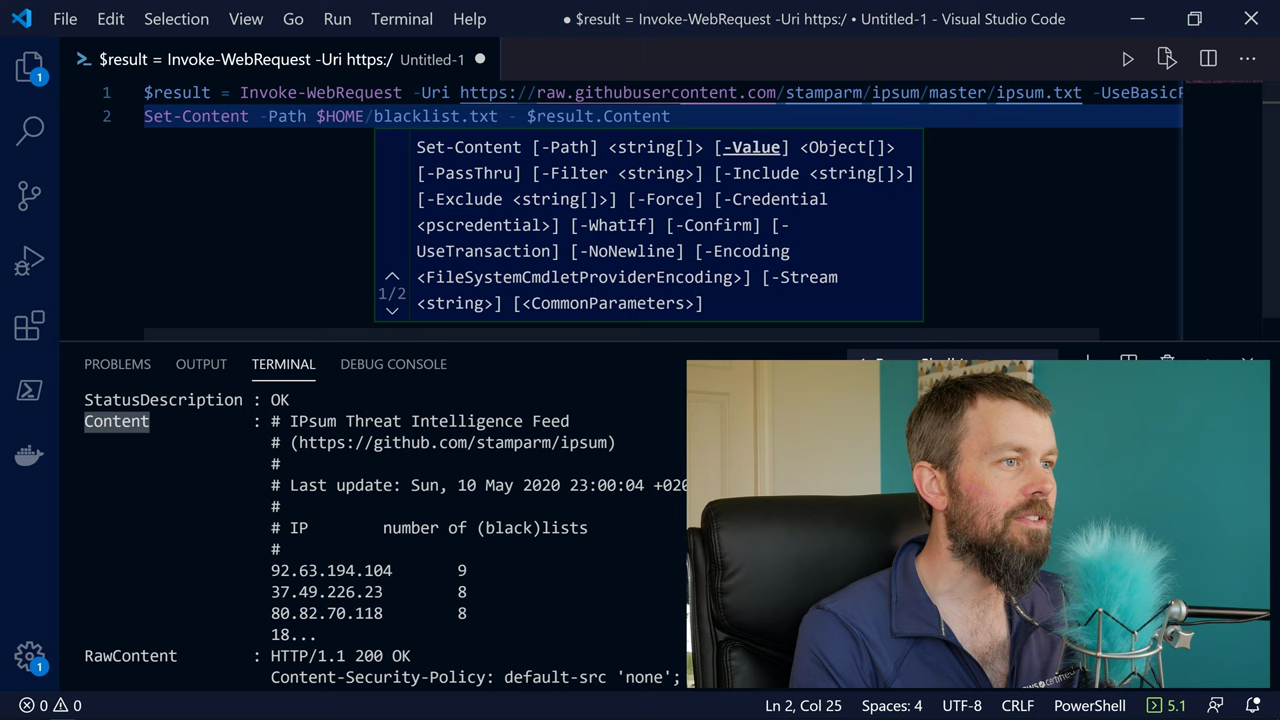 File Edit Selection View Go Run Terminal Help ● $result = Invoke-WebRequest -Uri https:/ • Untitled-1 - Visual Studio Code
$result = Invoke-WebRequest -Uri https:/ Untitled-1
1 $result = Invoke-WebRequest -Uri https://raw.githubusercontent.com/stamparm/ipsum/master/ipsum.txt -UseBasicP
2 Set-Content -Path $HOME/blacklist.txt - $result.Content
Set-Content [-Path] <string[]> [-Value] <Object[]>
[-PassThru] [-Filter <string>] [-Include <string[]>]
[-Exclude <string[]>] [-Force] [-Credential
<pscredential>] [-WhatIf] [-Confirm] [-
UseTransaction] [-NoNewline] [-Encoding
<FileSystemCmdletProviderEncoding>] [-Stream
1/2
<string>] [<CommonParameters>]
PROBLEMS OUTPUT TERMINAL DEBUG CONSOLE
StatusDescription : OK
Content : # IPsum Threat Intelligence Feed
# (https://github.com/stamparm/ipsum)
#
# Last update: Sun, 10 May 2020 23:00:04 +020
#
# IP number of (black)lists
#
92.63.194.104 9
37.49.226.23 8
80.82.70.118 8
18...
RawContent : HTTP/1.1 200 OK
Content-Security-Policy: default-src 'none';
1
1
0 0 Ln 2, Col 25 Spaces: 4 UTF-8 CRLF PowerShell 5.1